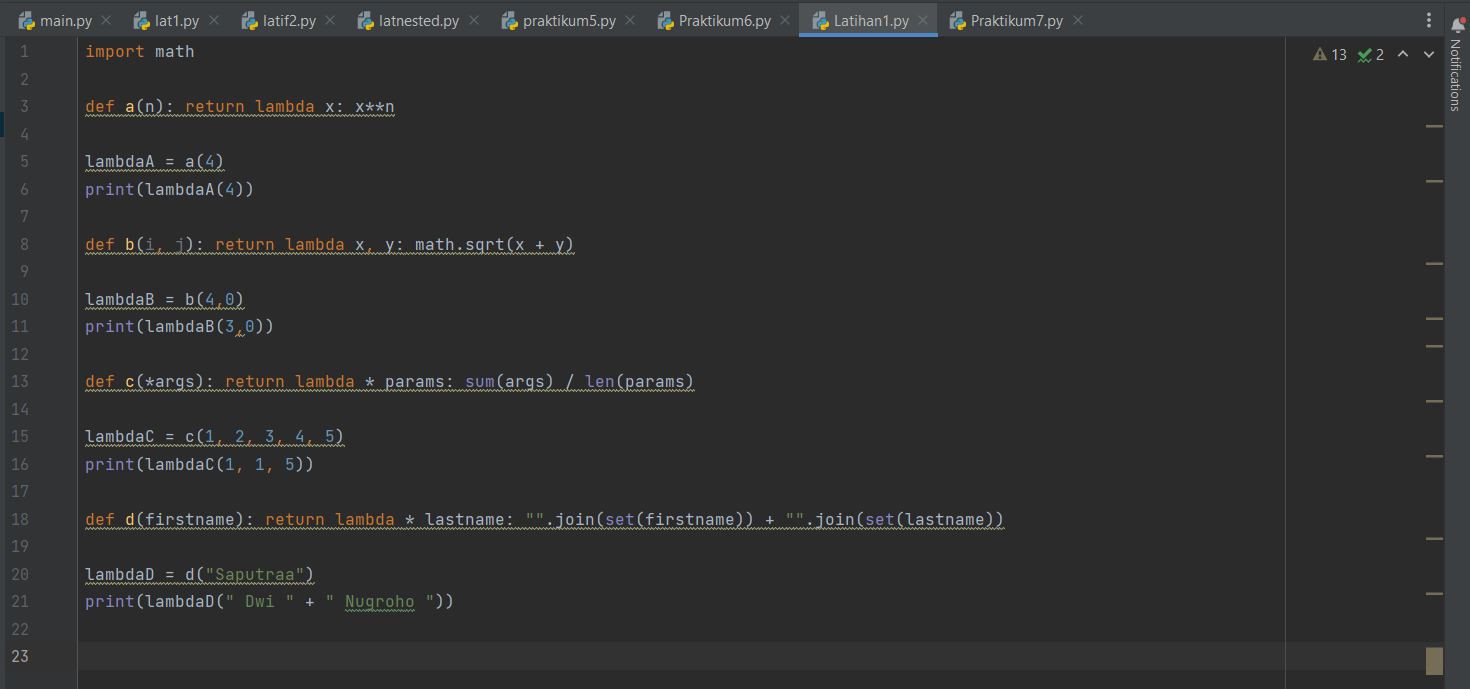 main.py lat1.py latif2.py latnested.py praktikum5.py Praktikum6.py Latihan1.py Praktikum7.py
13 2
Notifications
1 import math
2
3 def a(n): return lambda x: x**n
4
5 lambdaA = a(4)
6 print(lambdaA(4))
7
8 def b(i, j): return lambda x, y: math.sqrt(x + y)
9
10 lambdaB = b(4,0)
11 print(lambdaB(3,0))
12
13 def c(*args): return lambda * params: sum(args) / len(params)
14
15 lambdaC = c(1, 2, 3, 4, 5)
16 print(lambdaC(1, 1, 5))
17
18 def d(firstname): return lambda * lastname: "".join(set(firstname)) + "".join(set(lastname))
19
20 lambdaD = d("Saputraa")
21 print(lambdaD(" Dwi " + " Nugroho "))
22
23